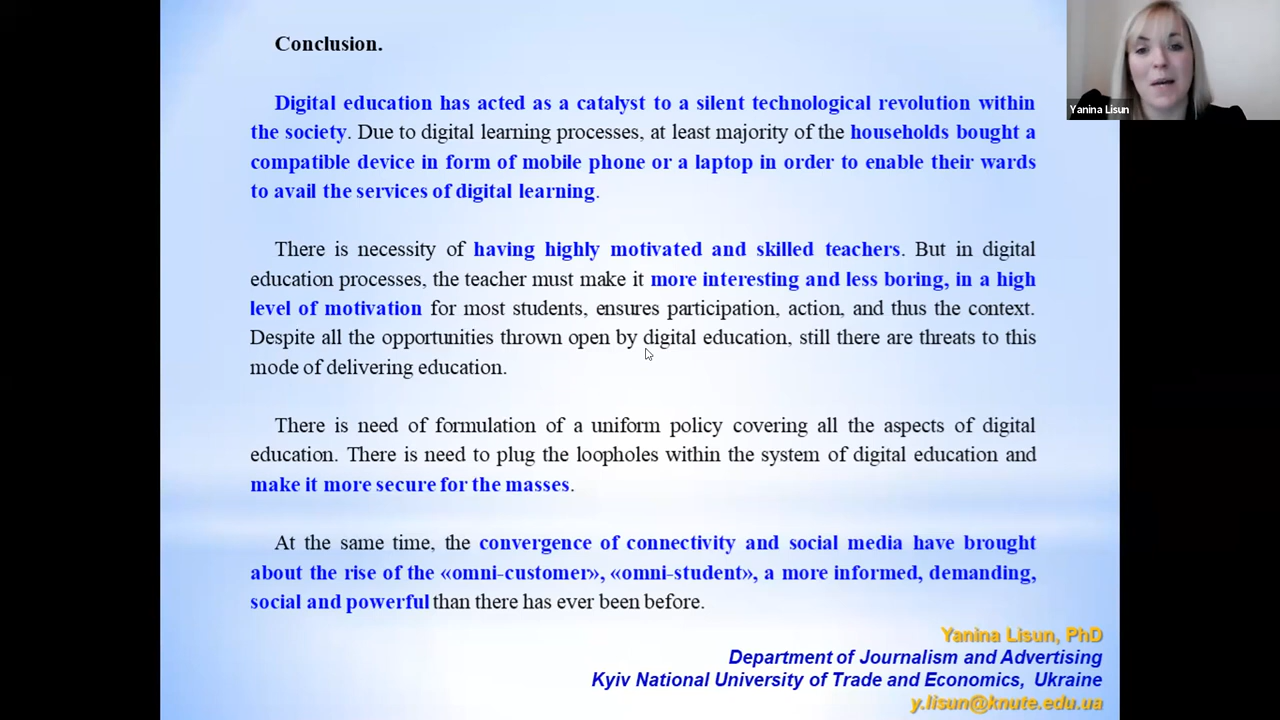 Conclusion.
Yanina Lisun
Digital education has acted as a catalyst to a silent technological revolution within
the society. Due to digital learning processes, at least majority of the households bought a
compatible device in form of mobile phone or a laptop in order to enable their wards
to avail the services of digital learning.
There is necessity of having highly motivated and skilled teachers. But in digital
education processes, the teacher must make it more interesting and less boring, in a high
level of motivation for most students, ensures participation, action, and thus the context.
Despite all the opportunities thrown open by digital education, still there are threats to this
mode of delivering education.
There is need of formulation of a uniform policy covering all the aspects of digital
education. There is need to plug the loopholes within the system of digital education and
make it more secure for the masses.
At the same time, the convergence of connectivity and social media have brought
about the rise of the «omni-customer», «omni-student», a more informed, demanding,
social and powerful than there has ever been before.
Yanina Lisun, PhD
Department of Journalism and Advertising
Kyiv National University of Trade and Economics, Ukraine
y.lisun@knute.edu.ua